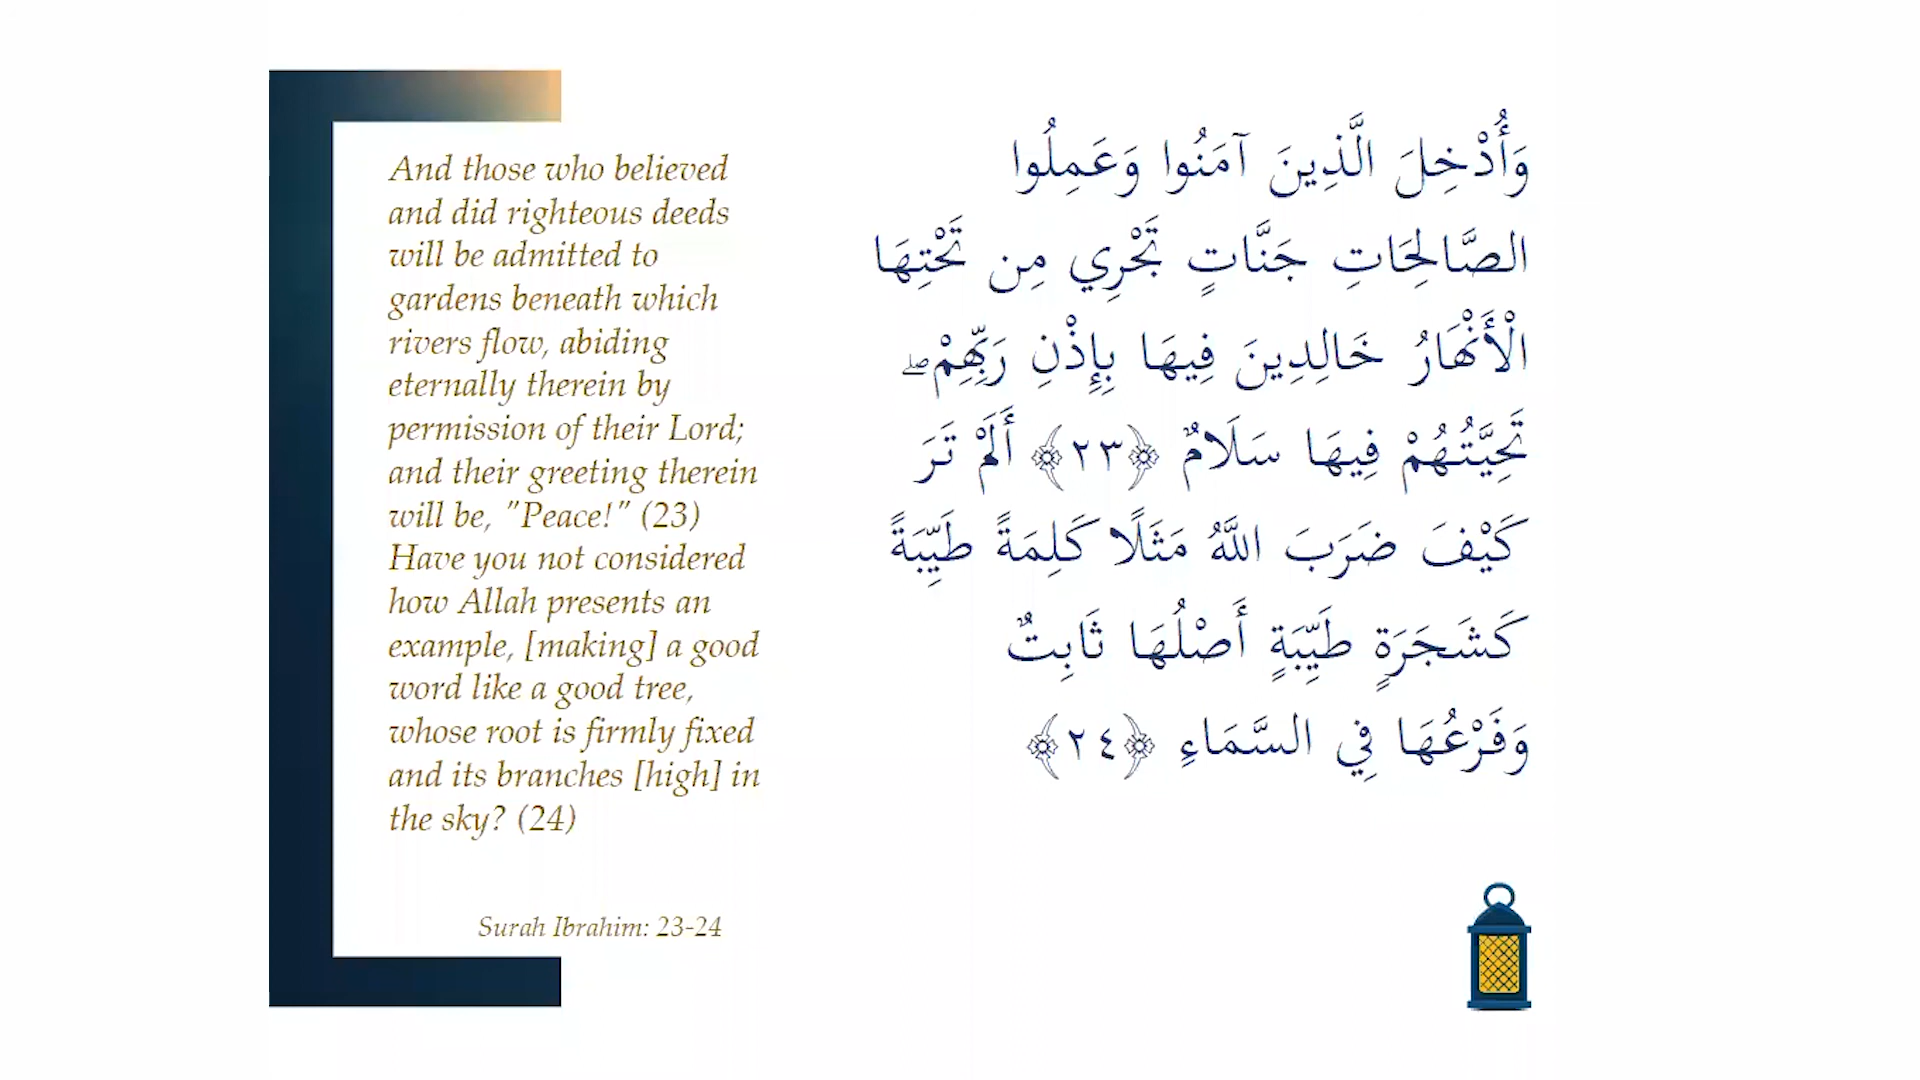 And those who believed
and did righteous deeds
will be admitted to
gardens beneath which
rivers flow, abiding
eternally therein by
permission of their Lord;
and their greeting therein
will be, "Peace!" (23)
Have you not considered
how Allah presents an
example, [making] a good
word like a good tree,
whose root is firmly fixed
and its branches [high] in
the sky? (24)
Surah Ibrahim: 23-24
وَأُدْخِلَ الَّذِينَ آمَنُوا وَعَمِلُوا
الصَّالِحَاتِ جَنَّاتٍ تَجْرِي مِن تَحْتِهَا
الْأَنْهَارُ خَالِدِينَ فِيهَا بِإِذْنِ رَبِّهِمْ ۖ
تَحِيَّتُهُمْ فِيهَا سَلَامٌ ﴿٢٣﴾ أَلَمْ تَرَ
كَيْفَ ضَرَبَ اللَّهُ مَثَلًا كَلِمَةً طَيِّبَةً
كَشَجَرَةٍ طَيِّبَةٍ أَصْلُهَا ثَابِتٌ
وَفَرْعُهَا فِي السَّمَاءِ ﴿٢٤﴾